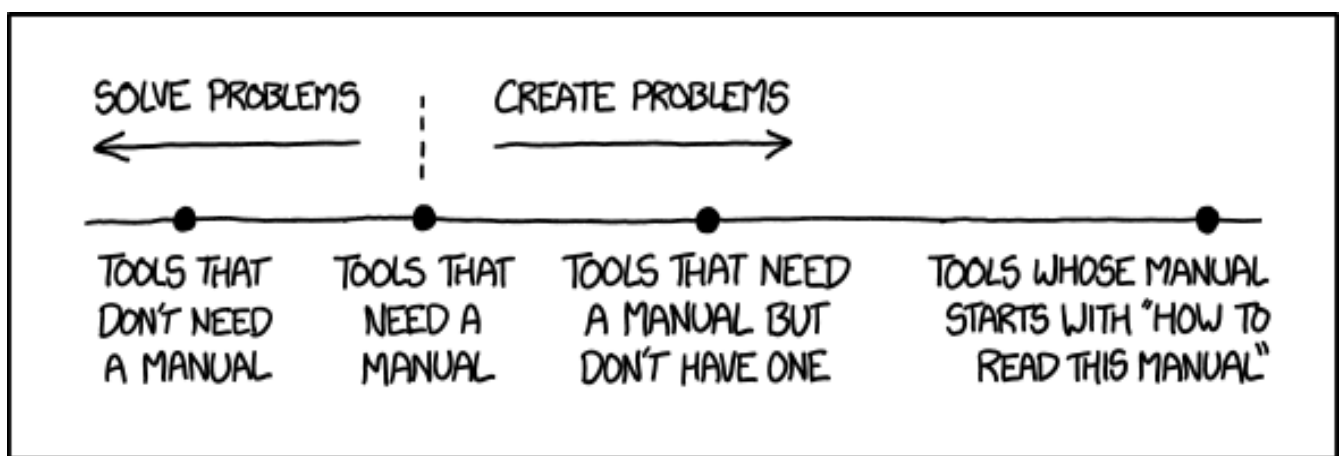 SOLVE PROBLEMS
CREATE PROBLEMS
TOOLS THAT
DON'T NEED
A MANUAL
TOOLS THAT
NEED A
MANUAL
TOOLS THAT NEED
A MANUAL BUT
DON'T HAVE ONE
TOOLS WHOSE MANUAL
STARTS WITH "HOW TO
READ THIS MANUAL"